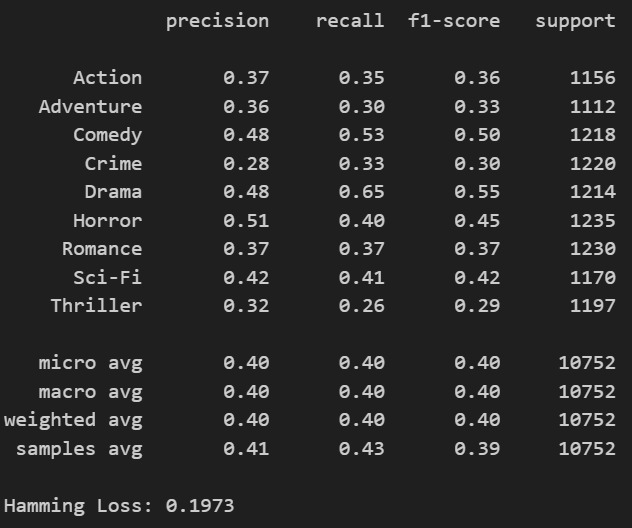 precision recall f1-score support
Action 0.37 0.35 0.36 1156
Adventure 0.36 0.30 0.33 1112
Comedy 0.48 0.53 0.50 1218
Crime 0.28 0.33 0.30 1220
Drama 0.48 0.65 0.55 1214
Horror 0.51 0.40 0.45 1235
Romance 0.37 0.37 0.37 1230
Sci-Fi 0.42 0.41 0.42 1170
Thriller 0.32 0.26 0.29 1197
micro avg 0.40 0.40 0.40 10752
macro avg 0.40 0.40 0.40 10752
weighted avg 0.40 0.40 0.40 10752
samples avg 0.41 0.43 0.39 10752
Hamming Loss: 0.1973